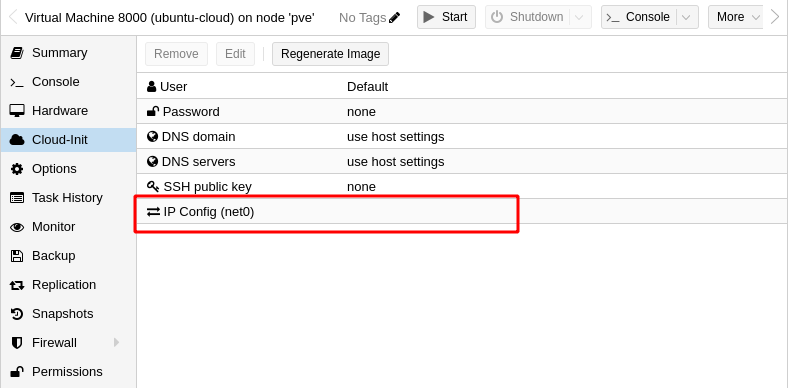 Virtual Machine 8000 (ubuntu-cloud) on node 'pve' No Tags Start Shutdown Console More
Summary
Console
Hardware
Cloud-Init
Options
Task History
Monitor
Backup
Replication
Snapshots
Firewall
Permissions
Remove Edit Regenerate Image
User Default
Password none
DNS domain use host settings
DNS servers use host settings
SSH public key none
IP Config (net0)